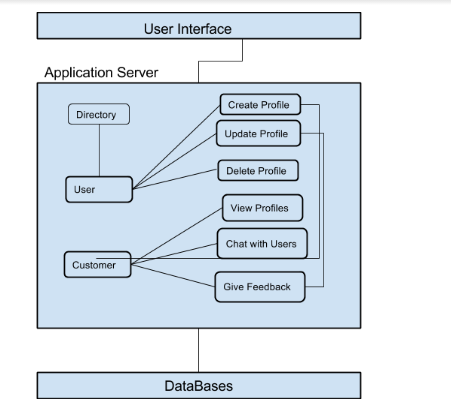 User Interface
Application Server
Directory
Create Profile
Update Profile
Delete Profile
User
View Profiles
Chat with Users
Customer
Give Feedback
DataBases